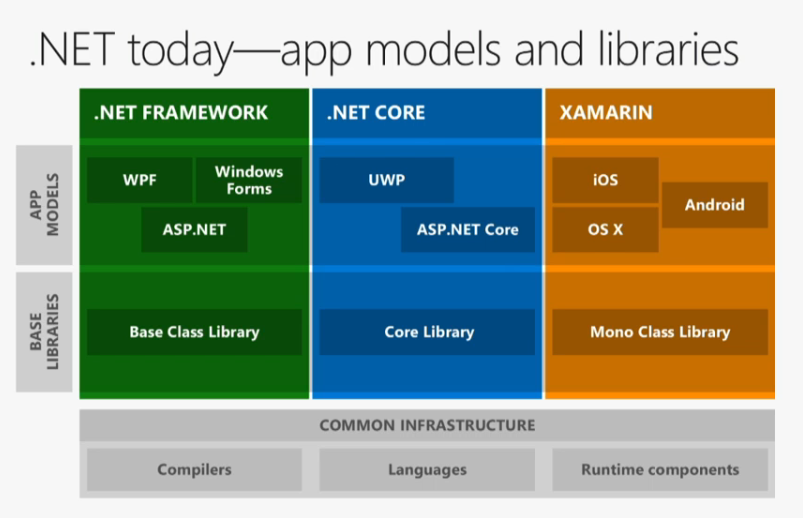 .NET today—app models and libraries
.NET FRAMEWORK
.NET CORE
XAMARIN
APP
MODELS
WPF
Windows
Forms
ASP.NET
UWP
ASP.NET Core
iOS
Android
OS X
BASE
LIBRARIES
Base Class Library
Core Library
Mono Class Library
COMMON INFRASTRUCTURE
Compilers
Languages
Runtime components